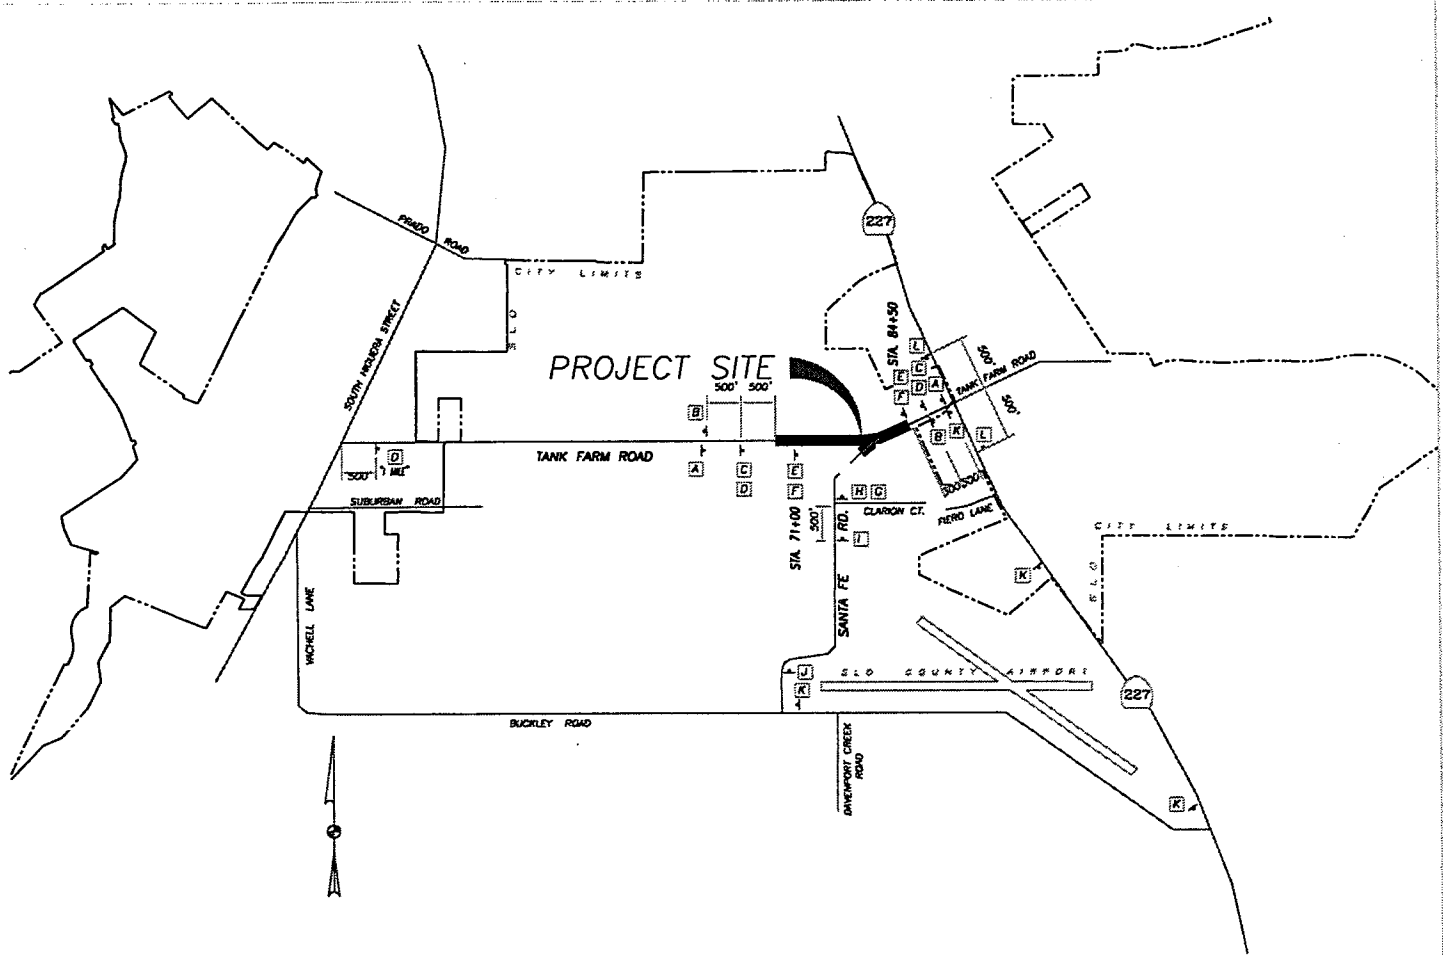 PRADO ROAD
227
CITY LIMITS
SLO
SOUTH HIGUERA STREET
PROJECT SITE
STA. 84+50
500' 500'
L
E C
F D A
TANK FARM ROAD
500'
500'
B
B K L
D
500' "1 MILE"
TANK FARM ROAD
A
C
D
E
F
500' 500'
SUBURBAN ROAD
H G
CLARION CT.
FIERO LANE
STA. 71+00
500'
I
SANTA FE RD.
K
CITY LIMITS
SLO
VACHELL LANE
J
K
SLO COUNTY AIRPORT
227
BUCKLEY ROAD
DAVENPORT CREEK
ROAD
K